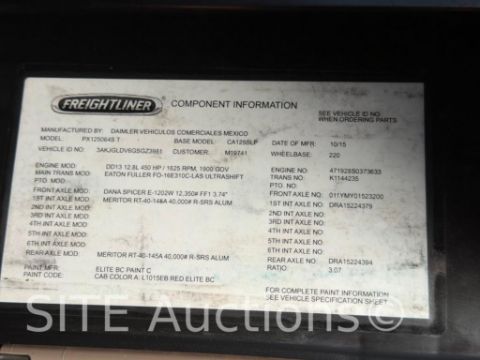 FREIGHTLINER
COMPONENT INFORMATION
SEE VEHICLE ID NO
WHEN ORDERING PARTS
MANUFACTURED BY: DAIMLER VEHICULOS COMERCIALES MEXICO
MODEL PX125064S T BASE MODEL CA125SLP DATE OF MFR: 10/15
VEHICLE ID: CUSTOMER: M19741 WHEELBASE: 220
ENGINE MOD: DD13 12.8L 450 HP / 1625 RPM, 1900 GOV ENGINE NO: 471928S0373633
MAIN TRANS MOD: EATON FULLER FO-16E310C-LAS ULTRASHIFT TRANS NO: K1144235
PTO. MOD: PTO. NO:
FRONT AXLE MOD: DANA SPICER E-1202W 12,350# FF1 3.74" FRONT AXLE NO: 011YMY01523200
1ST INT AXLE MOD: MERITOR RT-40-145A 40,000# R-SRS ALUM 1ST INT AXLE NO: DRA15224379
2ND INT AXLE MOD: 2ND INT AXLE NO:
3RD INT AXLE MOD: 3RD INT AXLE NO:
4TH INT AXLE MOD: 4TH INT AXLE NO:
5TH INT AXLE MOD: 5TH INT AXLE NO:
6TH INT AXLE MOD: 6TH INT AXLE NO:
REAR AXLE MOD: MERITOR RT-40-145A 40,000# R-SRS ALUM REAR AXLE NO: DRA15224394
RATIO: 3.07
PAINT MFR: ELITE BC PAINT C
PAINT CODE: CAB COLOR A: L1015EB RED ELITE BC
FOR COMPLETE PAINT INFORMATION
SEE VEHICLE SPECIFICATION SHEET
SITE Auctions.com